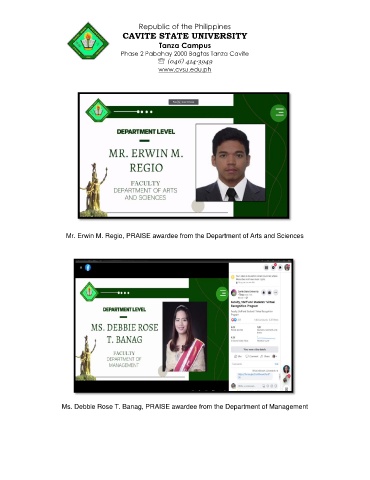 Republic of the Philippines
CAVITE STATE UNIVERSITY
Tanza Campus
Phase 2 Pabahay 2000 Bagtas Tanza Cavite
☏ (046) 414-3949
www.cvsu.edu.ph
DEPARTMENT LEVEL
MR. ERWIN M.
REGIO
FACULTY
DEPARTMENT OF ARTS
AND SCIENCES
Mr. Erwin M. Regio, PRAISE awardee from the Department of Arts and Sciences
DEPARTMENT LEVEL
MS. DEBBIE ROSE
T. BANAG
FACULTY
DEPARTMENT OF
MANAGEMENT
Ms. Debbie Rose T. Banag, PRAISE awardee from the Department of Management